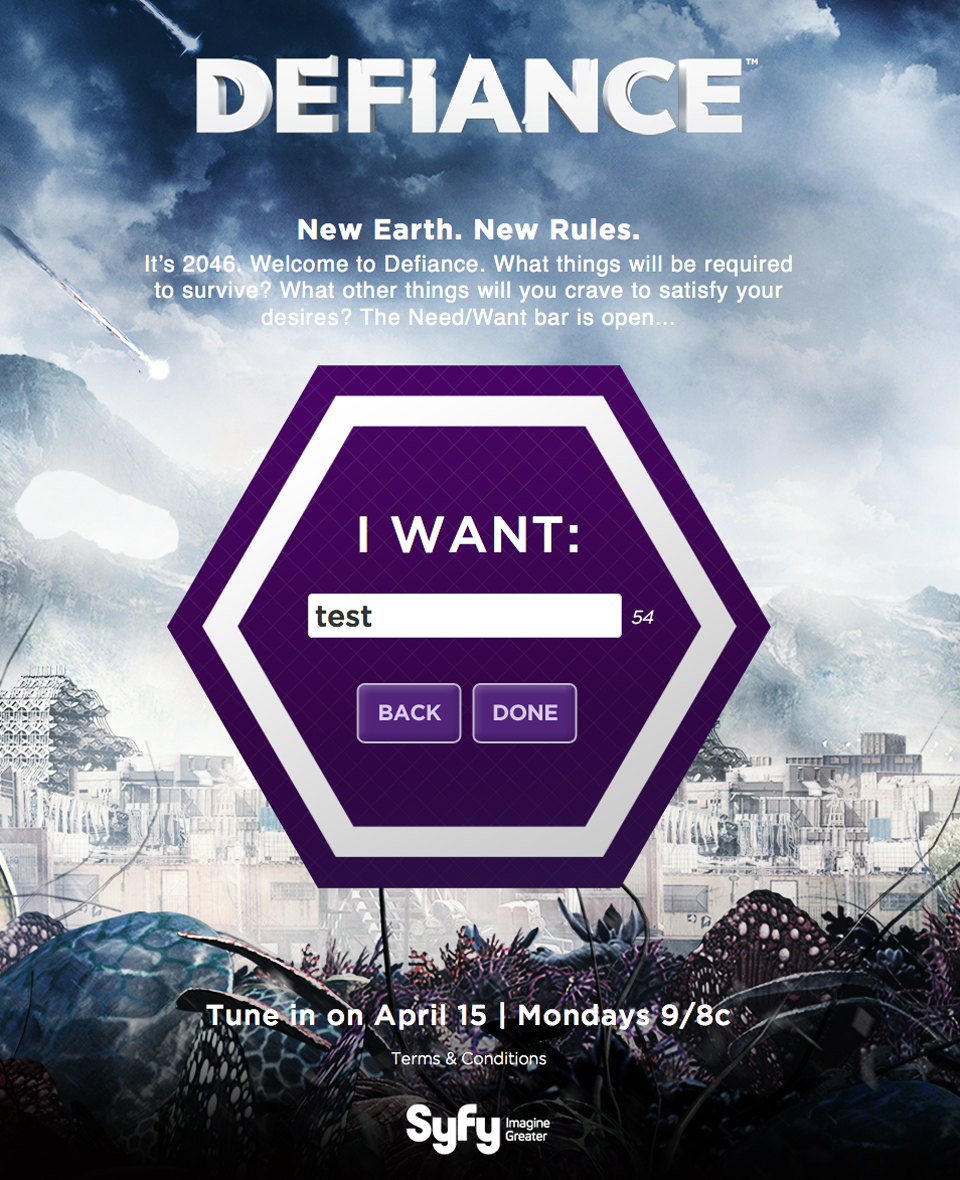 DEFIANCE™
New Earth. New Rules.
It's 2046. Welcome to Defiance. What things will be required
to survive? What other things will you crave to satisfy your
desires? The Need/Want bar is open...
I WANT:
test 54
BACK DONE
Tune in on April 15 | Mondays 9/8c
Terms & Conditions
Syfy Imagine
Greater